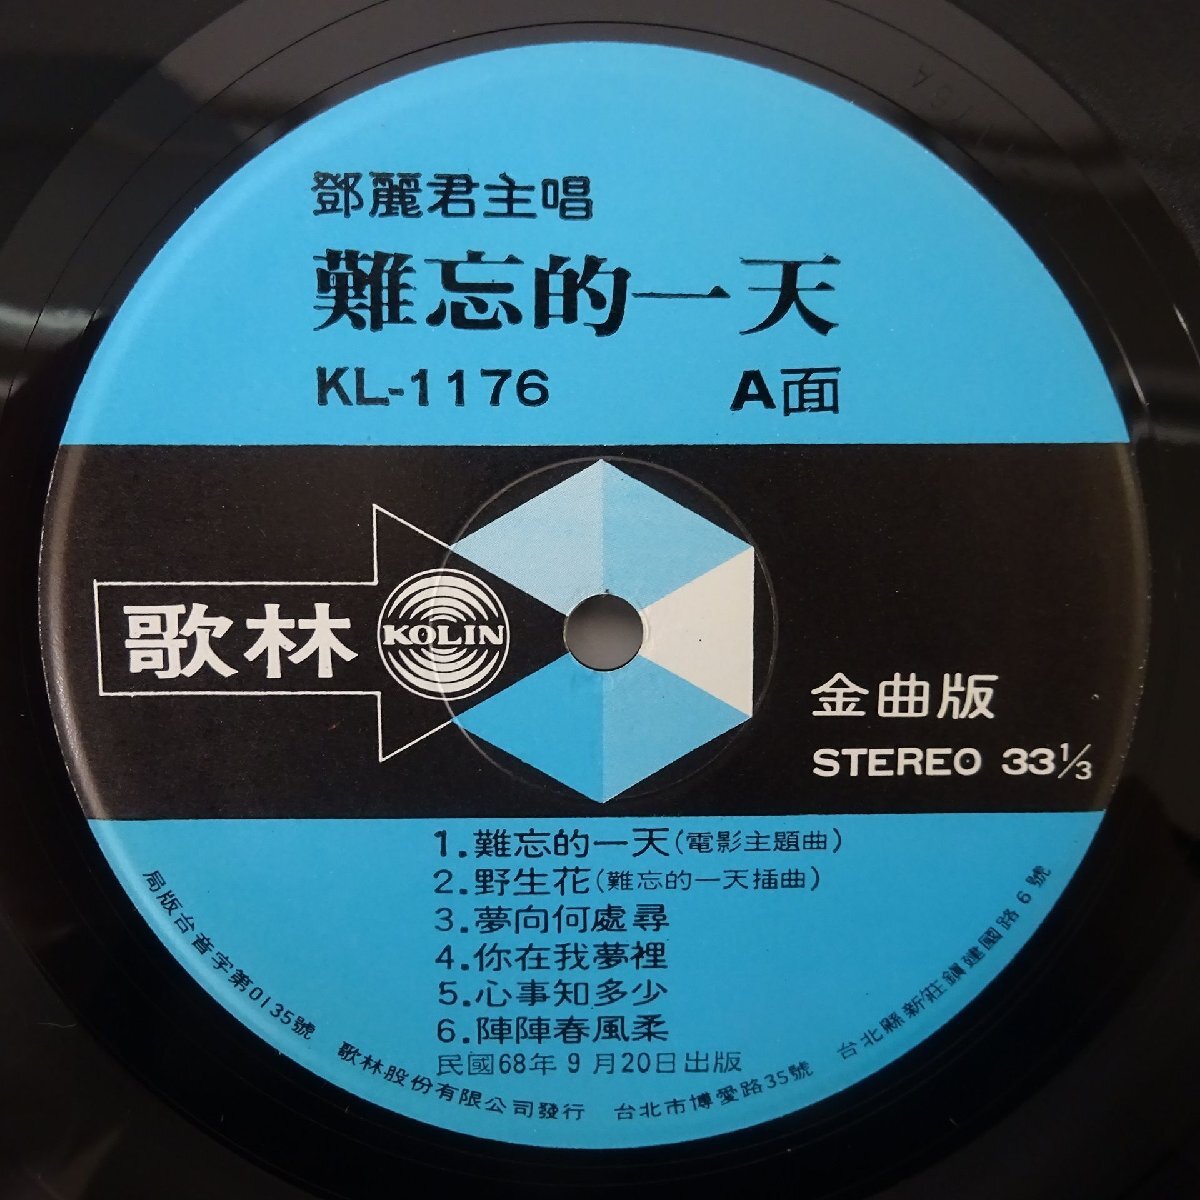 鄧麗君主唱
難忘的一天
KL-1176 A面
歌林 KOLIN
金曲版
STEREO 33⅓
1.難忘的一天(電影主題曲)
2.野生花(難忘的一天插曲)
3.夢向何處尋
4.你在我夢裡
5.心事知多少
6.陣陣春風柔
民國68年9月20日出版
局版台音字第0135號 歌林股份有限公司發行 台北市博愛路35號 台北縣新莊鎮建國路6號